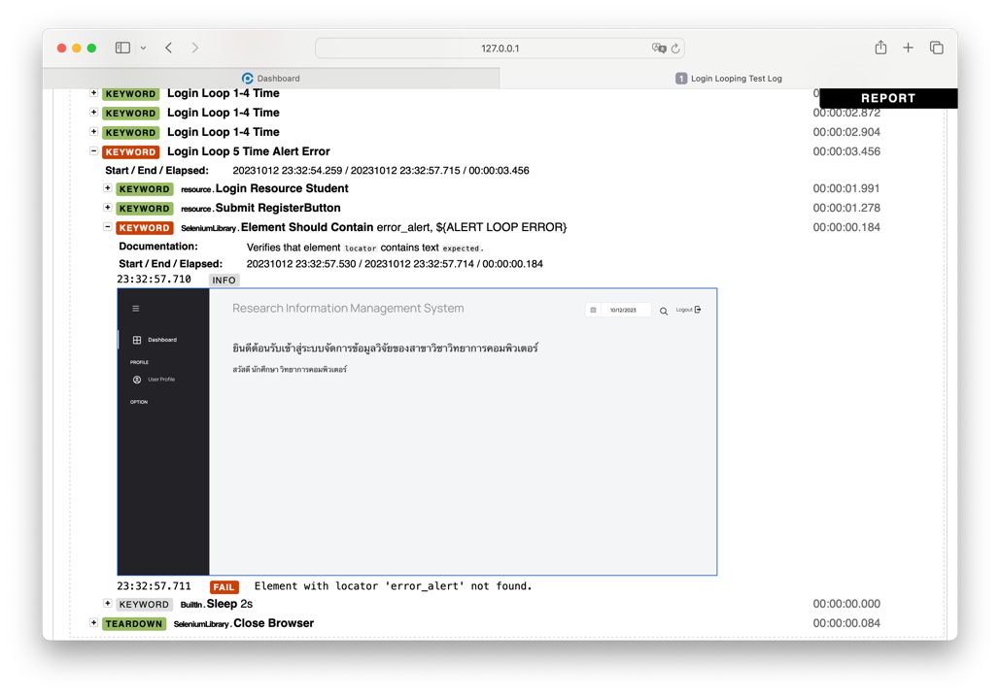 127.0.0.1
Dashboard
1 Login Looping Test Log
+ KEYWORD Login Loop 1-4 Time
REPORT
+ KEYWORD Login Loop 1-4 Time 00:00:02.872
+ KEYWORD Login Loop 1-4 Time 00:00:02.904
− KEYWORD Login Loop 5 Time Alert Error 00:00:03.456
Start / End / Elapsed: 20231012 23:32:54.259 / 20231012 23:32:57.715 / 00:00:03.456
+ KEYWORD resource.Login Resource Student 00:00:01.991
+ KEYWORD resource.Submit RegisterButton 00:00:01.278
− KEYWORD SeleniumLibrary.Element Should Contain error_alert, ${ALERT LOOP ERROR} 00:00:00.184
Documentation: Verifies that element locator contains text expected.
Start / End / Elapsed: 20231012 23:32:57.530 / 20231012 23:32:57.714 / 00:00:00.184
23:32:57.710 INFO
Research Information Management System 10/12/2023 Logout
Dashboard
ยินดีต้อนรับเข้าสู่ระบบจัดการข้อมูลวิจัยของสาขาวิชาวิทยาการคอมพิวเตอร์
PROFILE
สวัสดี นักศึกษา วิทยาการคอมพิวเตอร์
User Profile
OPTION
23:32:57.711 FAIL Element with locator 'error_alert' not found.
+ KEYWORD BuiltIn.Sleep 2s 00:00:00.000
+ TEARDOWN SeleniumLibrary.Close Browser 00:00:00.084